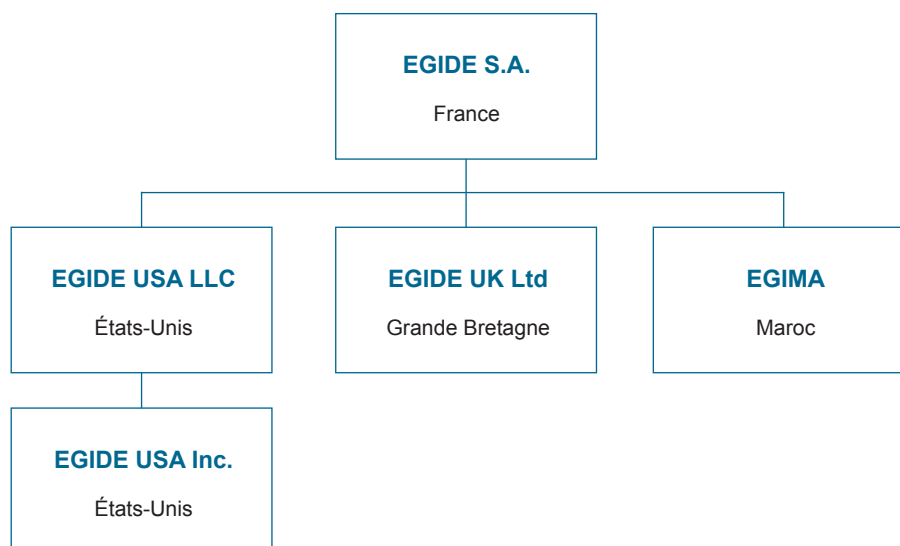 EGIDE S.A.
France
EGIDE USA LLC
États-Unis
EGIDE UK Ltd
Grande Bretagne
EGIMA
Maroc
EGIDE USA Inc.
États-Unis